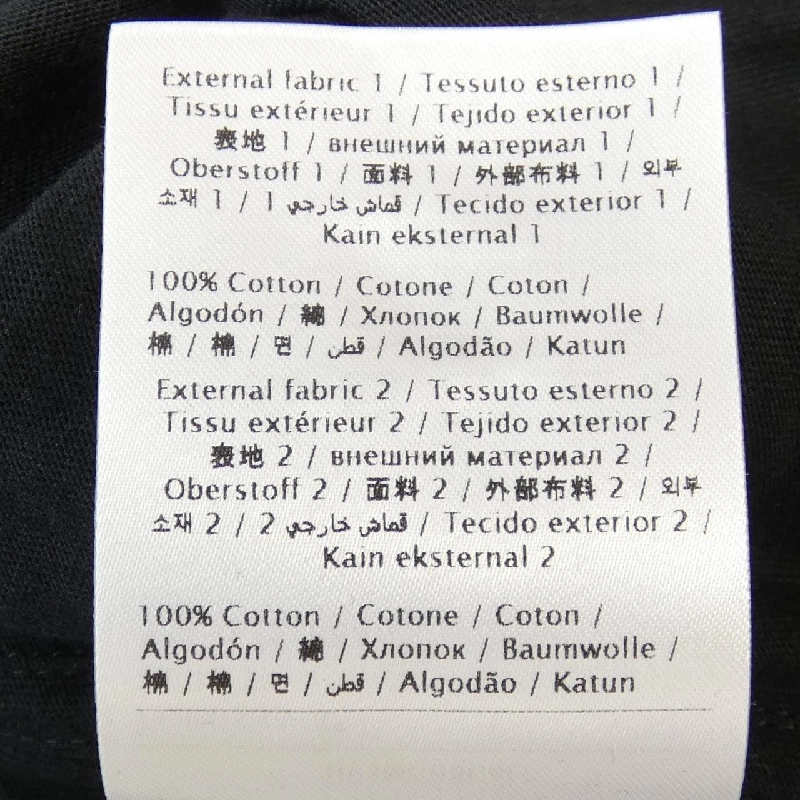 External fabric 1 / Tessuto esterno 1 /
Tissu extérieur 1 / Tejido exterior 1 /
表地 1 / внешний материал 1 /
Oberstoff 1 / 面料 1 / 外部布料 1 / 외부
소재 1 / قماش خارجي 1 / Tecido exterior 1 /
Kain eksternal 1
100% Cotton / Cotone / Coton /
Algodón / 綿 / Хлопок / Baumwolle /
棉 / 棉 / 면 / قطن / Algodão / Katun
External fabric 2 / Tessuto esterno 2 /
Tissu extérieur 2 / Tejido exterior 2 /
表地 2 / внешний материал 2 /
Oberstoff 2 / 面料 2 / 外部布料 2 / 외부
소재 2 / قماش خارجي 2 / Tecido exterior 2 /
Kain eksternal 2
100% Cotton / Cotone / Coton /
Algodón / 綿 / Хлопок / Baumwolle /
棉 / 棉 / 면 / قطن / Algodão / Katun